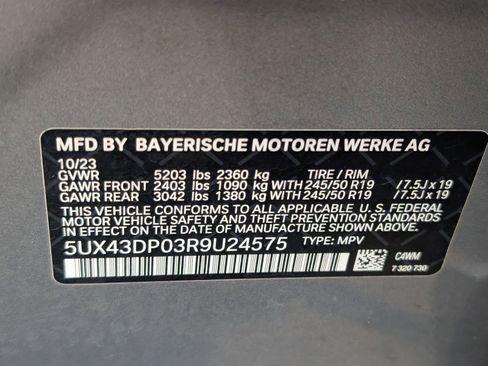 MFD BY BAYERISCHE MOTOREN WERKE AG
10/23
GVWR 5203 lbs 2360 kg TIRE / RIM
GAWR FRONT 2403 lbs 1090 kg WITH 245/50 R19 / 7.5J x 19
GAWR REAR 3042 lbs 1380 kg WITH 245/50 R19 / 7.5J x 19
THIS VEHICLE CONFORMS TO ALL APPLICABLE U.S. FEDERAL
MOTOR VEHICLE SAFETY, BUMPER, AND THEFT PREVENTION STANDARDS
IN EFFECT ON THE DATE OF MANUFACTURE SHOWN ABOVE.
5UX43DP03R9U24575 TYPE: MPV
C4WM
7 320 730